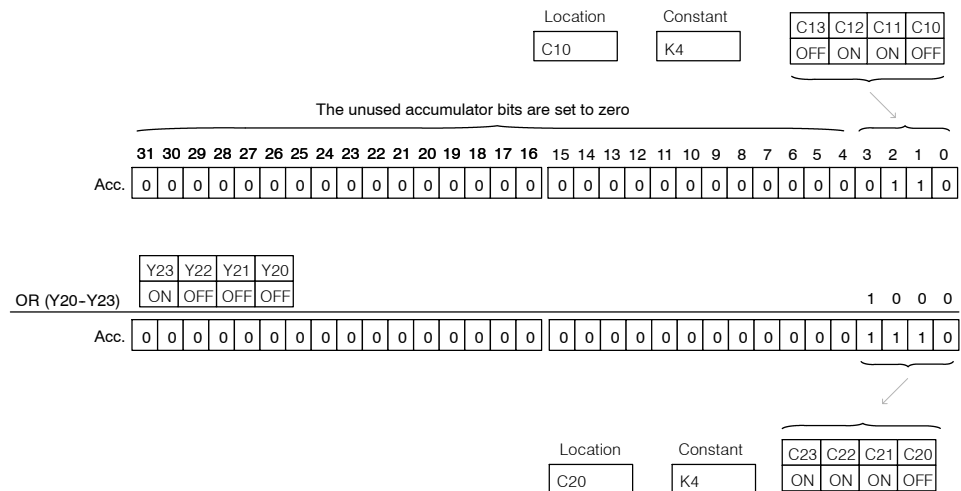 Location Constant
C13 C12 C11 C10
C10 K4
OFF ON ON OFF
The unused accumulator bits are set to zero
31 30 29 28 27 26 25 24 23 22 21 20 19 18 17 16 15 14 13 12 11 10 9 8 7 6 5 4 3 2 1 0
Acc. 0 0 0 0 0 0 0 0 0 0 0 0 0 0 0 0 0 0 0 0 0 0 0 0 0 0 0 0 0 1 1 0
Y23 Y22 Y21 Y20
ON OFF OFF OFF
OR (Y20-Y23) 1 0 0 0
Acc. 0 0 0 0 0 0 0 0 0 0 0 0 0 0 0 0 0 0 0 0 0 0 0 0 0 0 0 0 1 1 1 0
Location Constant
C23 C22 C21 C20
C20 K4
ON ON ON OFF